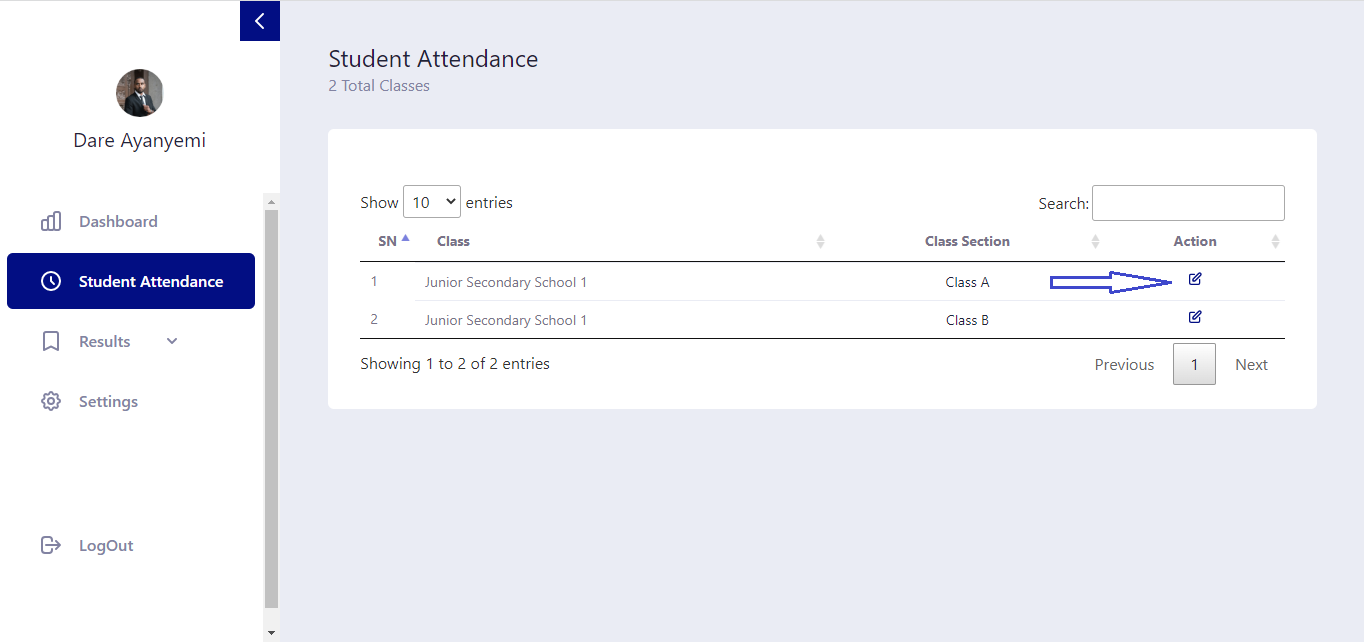 Dare Ayanyemi
Dashboard
Student Attendance
Results
Settings
LogOut
Student Attendance
2 Total Classes
Show 10 entries
Search:
SN Class Class Section Action
1 Junior Secondary School 1 Class A
2 Junior Secondary School 1 Class B
Showing 1 to 2 of 2 entries
Previous 1 Next